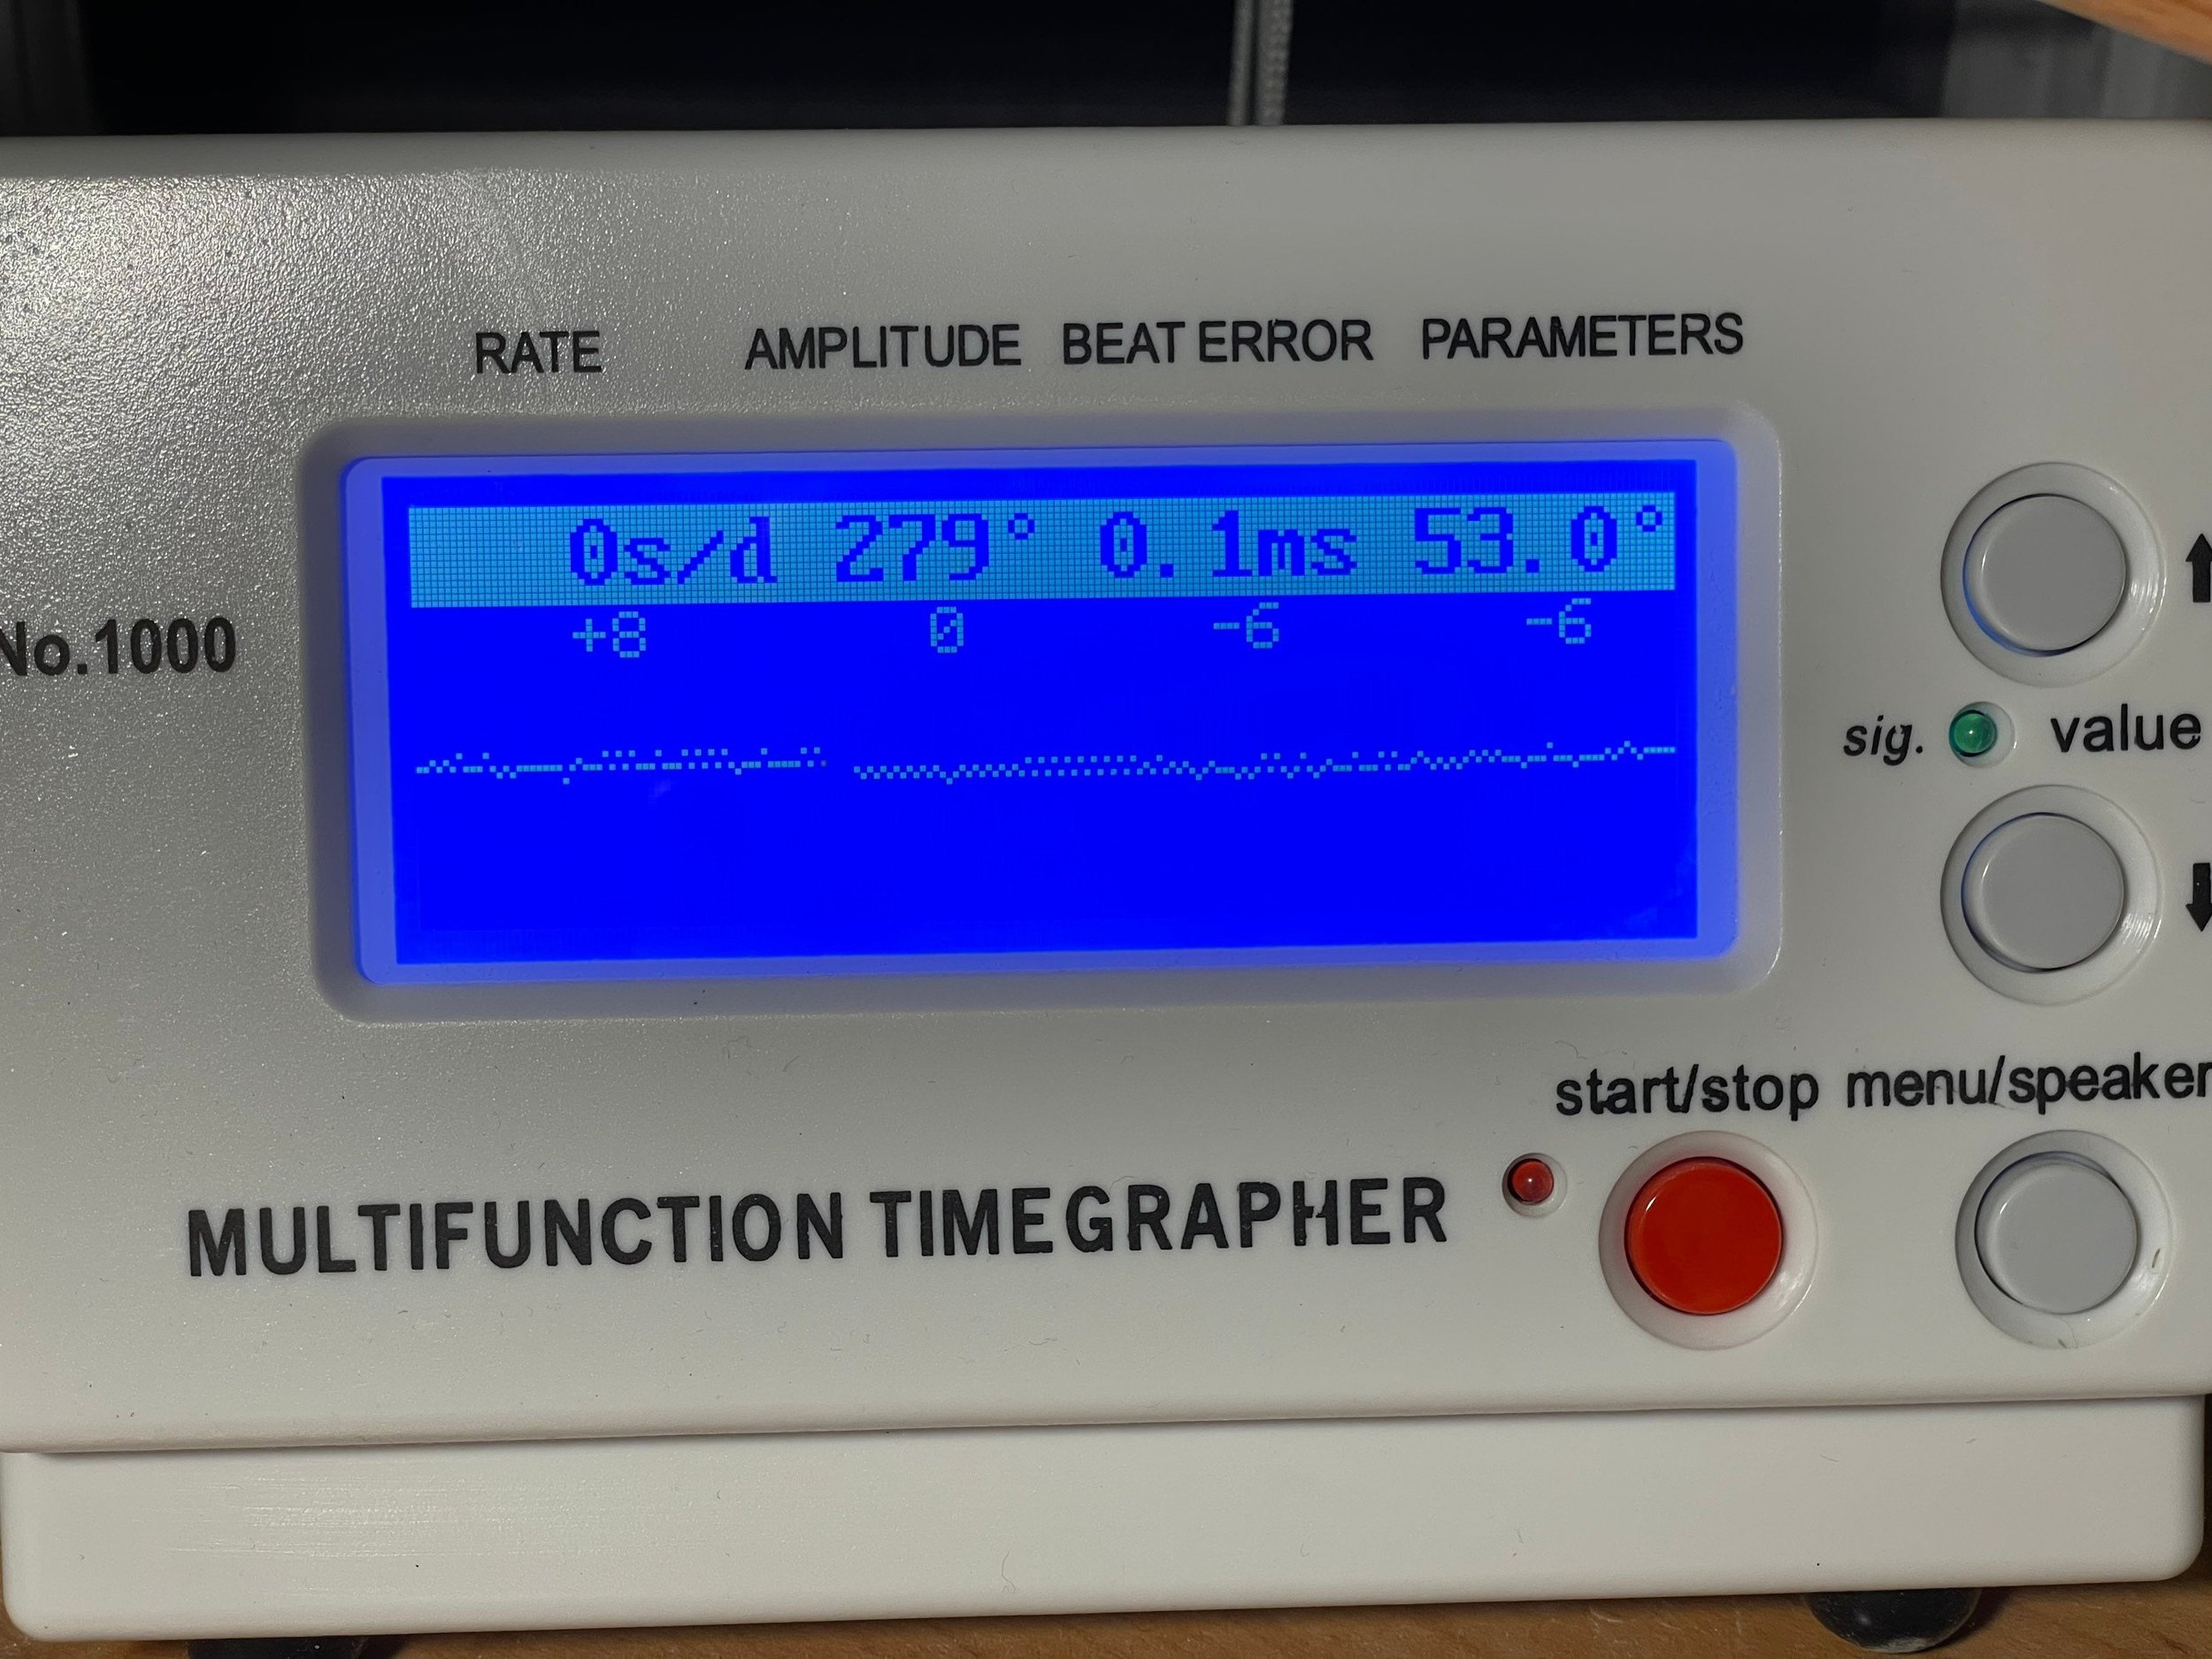 RATE AMPLITUDE BEAT ERROR PARAMETERS
0s/d 279° 0.1ms 53.0°
+8 0 -6 -6
No.1000
sig. value
start/stop menu/speaker
MULTIFUNCTION TIMEGRAPHER